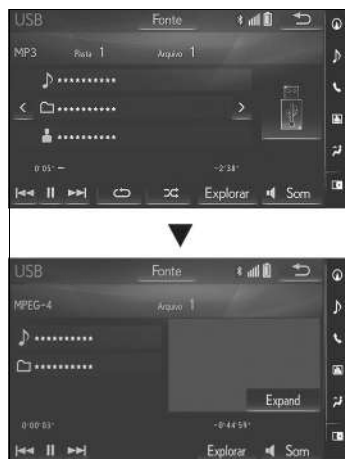 USB Fonte
MP3 Pasta 1 Arquivo 1
**********
**********
**********
0'05" -2'38"
Explorar Som
USB Fonte
MPEG-4 Arquivo 1
**********
**********
Expand
0:00'03" -0:44'59"
Explorar Som